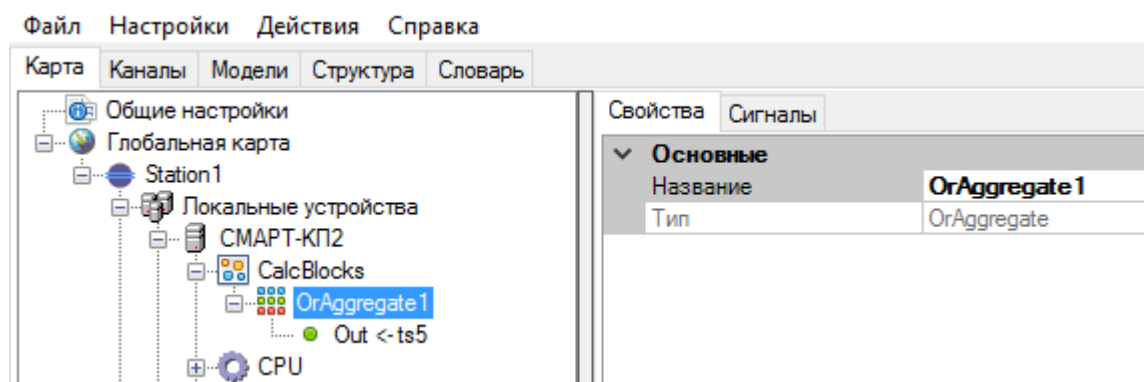 Файл Настройки Действия Справка
Карта Каналы Модели Структура Словарь
Общие настройки
Глобальная карта
Station1
Локальные устройства
СМАРТ-КП2
CalcBlocks
OrAggregate1
Out <-ts5
CPU
Свойства Сигналы
Основные
Название OrAggregate1
Тип OrAggregate